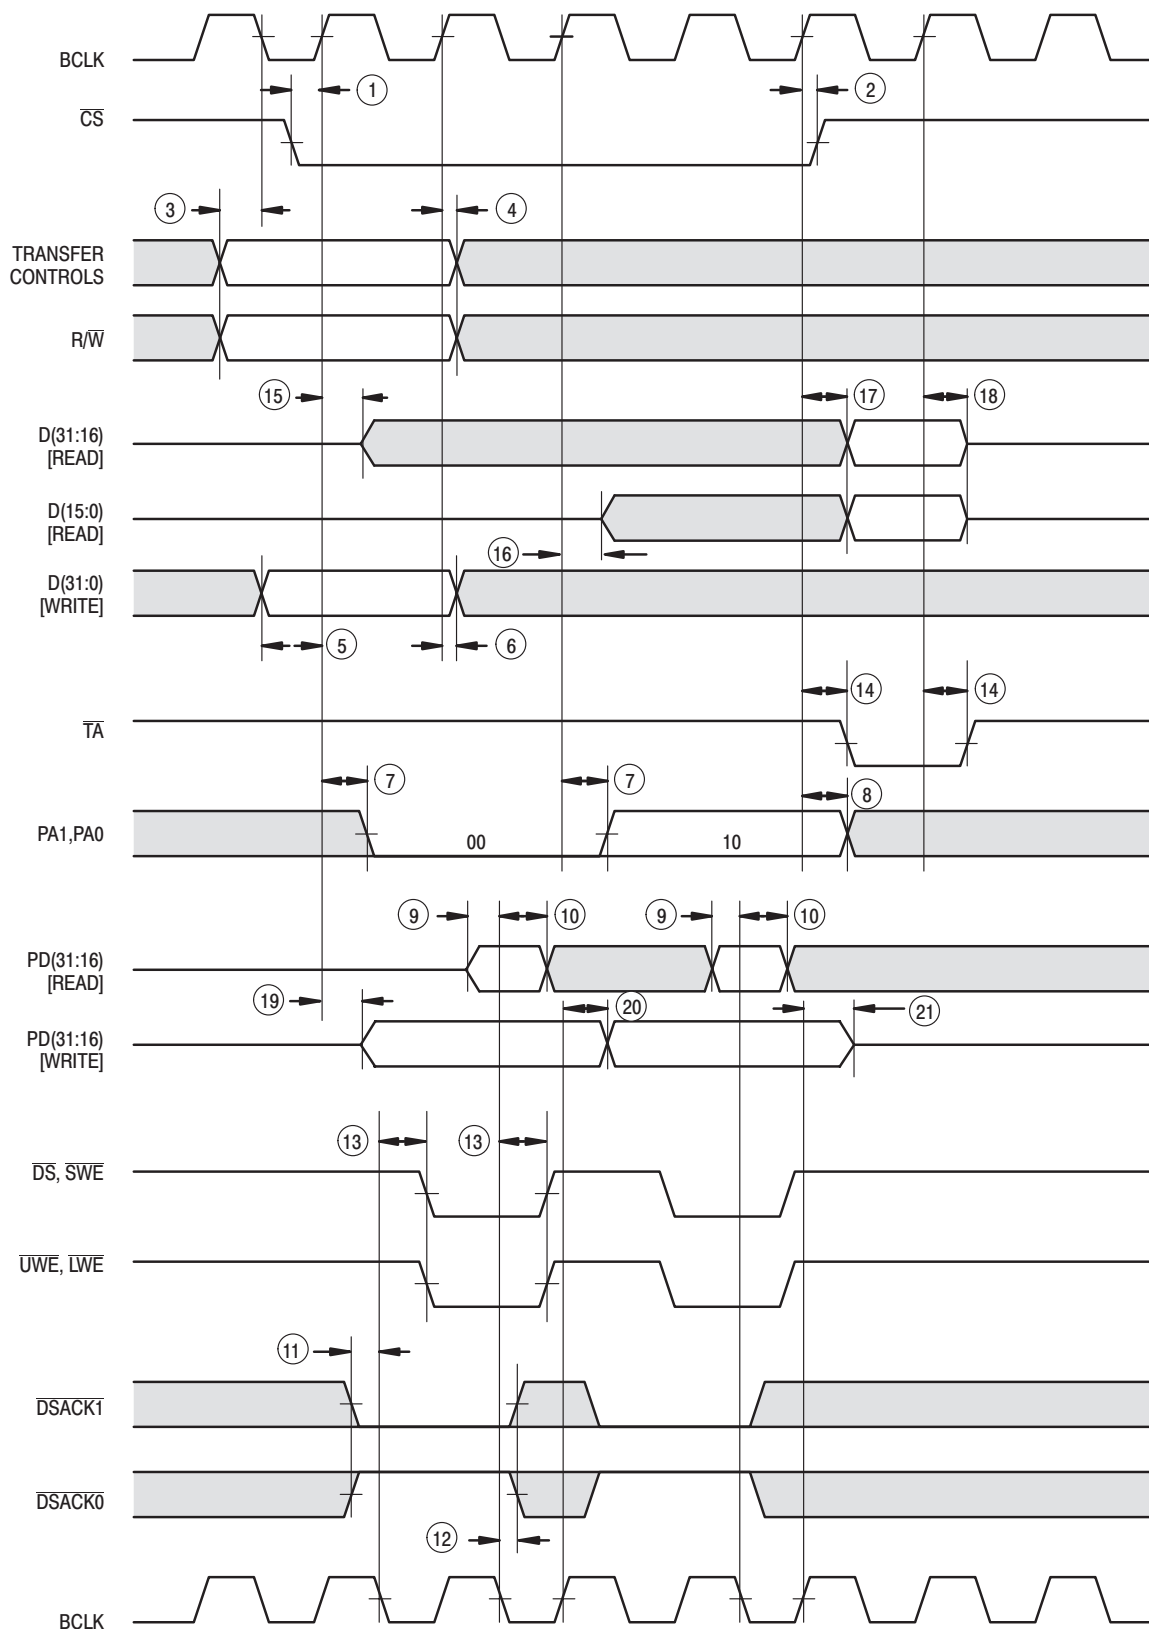 BCLK
1
2
CS
3
4
TRANSFER
CONTROLS
R/W
15
17
18
D(31:16)
[READ]
D(15:0)
[READ]
16
D(31:0)
[WRITE]
5
6
14
14
TA
7
7
8
PA1,PA0
00
10
9
10
9
10
PD(31:16)
[READ]
19
20
21
PD(31:16)
[WRITE]
13
13
DS, SWE
UWE, LWE
11
DSACK1
DSACK0
12
BCLK